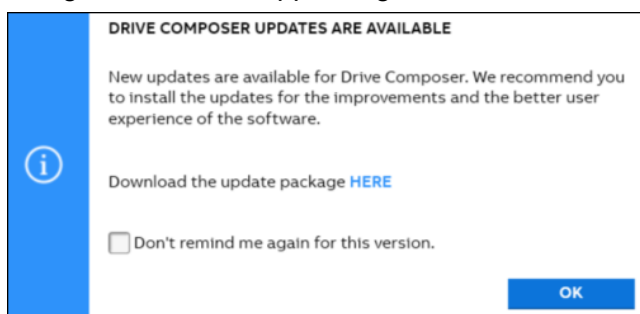 DRIVE COMPOSER UPDATES ARE AVAILABLE
New updates are available for Drive Composer. We recommend you
to install the updates for the improvements and the better user
experience of the software.
Download the update package HERE
Don't remind me again for this version.
OK